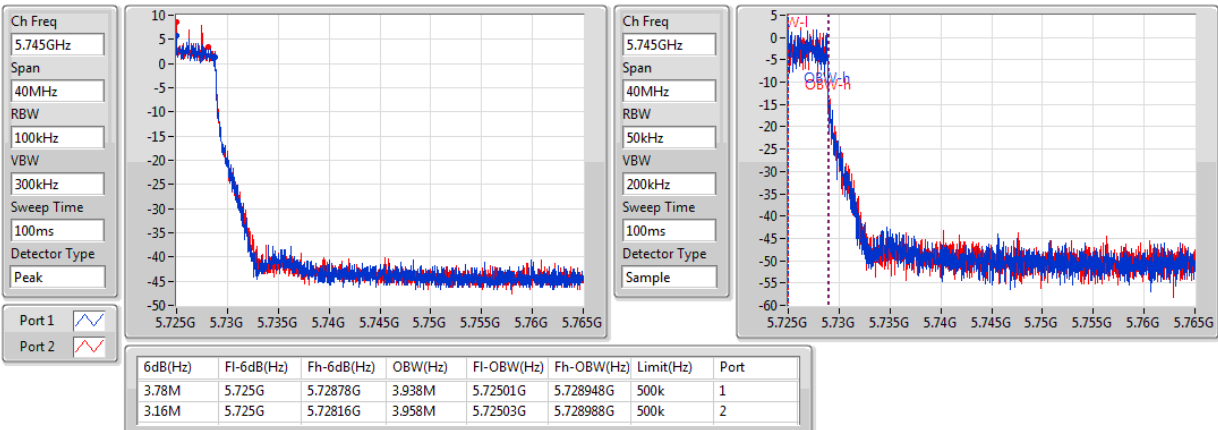 Ch Freq
5.745GHz
Span
40MHz
RBW
100kHz
VBW
300kHz
Sweep Time
100ms
Detector Type
Peak
Port 1
Port 2
10
5
0
-5
-10
-15
-20
-25
-30
-35
-40
-45
-50
5.725G 5.73G 5.735G 5.74G 5.745G 5.75G 5.755G 5.76G 5.765G
Ch Freq
5.745GHz
Span
40MHz
RBW
50kHz
VBW
200kHz
Sweep Time
100ms
Detector Type
Sample
5
0
-5
-10
-15
-20
-25
-30
-35
-40
-45
-50
-55
-60
W-l
OBW-h
OBW-h
5.725G 5.73G 5.735G 5.74G 5.745G 5.75G 5.755G 5.76G 5.765G
6dB(Hz) Fl-6dB(Hz) Fh-6dB(Hz) OBW(Hz) Fl-OBW(Hz) Fh-OBW(Hz) Limit(Hz) Port
3.78M 5.725G 5.72878G 3.938M 5.72501G 5.728948G 500k 1
3.16M 5.725G 5.72816G 3.958M 5.72503G 5.728988G 500k 2